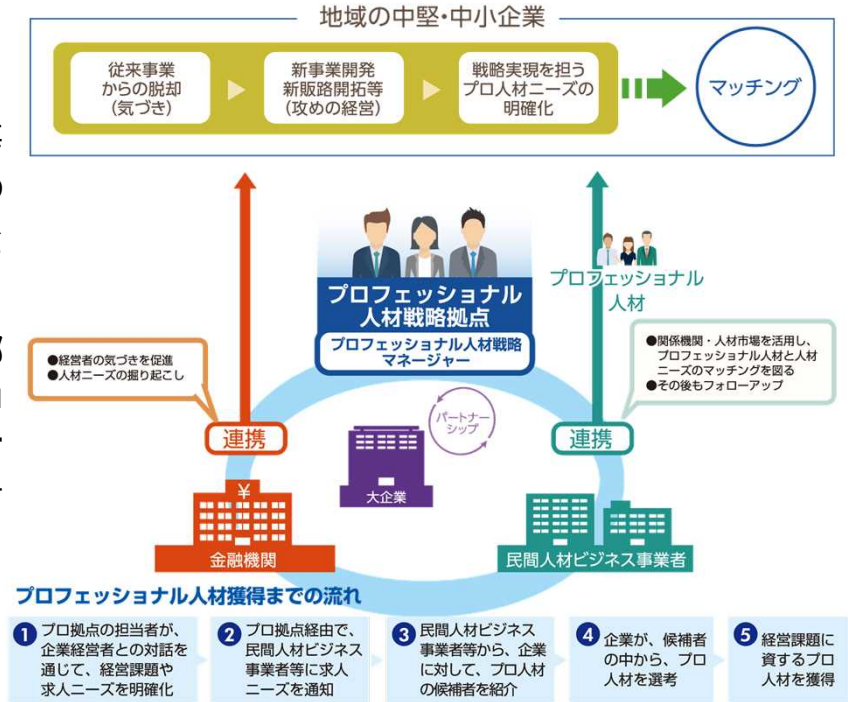 地域の中堅・中小企業
従来事業
からの脱却
(気づき)
新事業開発
新販路開拓等
(攻めの経営)
戦略実現を担う
プロ人材ニーズの
明確化
マッチング
プロフェッショナル
人材戦略拠点
プロフェッショナル人材戦略
マネージャー
プロフェッショナル
人材
●経営者の気づきを促進
●人材ニーズの掘り起こし
●関係機関・人材市場を活用し、
プロフェッショナル人材と人材
ニーズのマッチングを図る
●その後もフォローアップ
連携
パートナー
シップ
連携
大企業
¥
金融機関
民間人材ビジネス事業者
プロフェッショナル人材獲得までの流れ
1 プロ拠点の担当者が、
企業経営者との対話を
通じて、経営課題や
求人ニーズを明確化
2 プロ拠点経由で、
民間人材ビジネス
事業者等に求人
ニーズを通知
3 民間人材ビジネス
事業者等から、企業
に対して、プロ人材
の候補者を紹介
4 企業が、候補者
の中から、プロ
人材を選考
5 経営課題に
資するプロ
人材を獲得